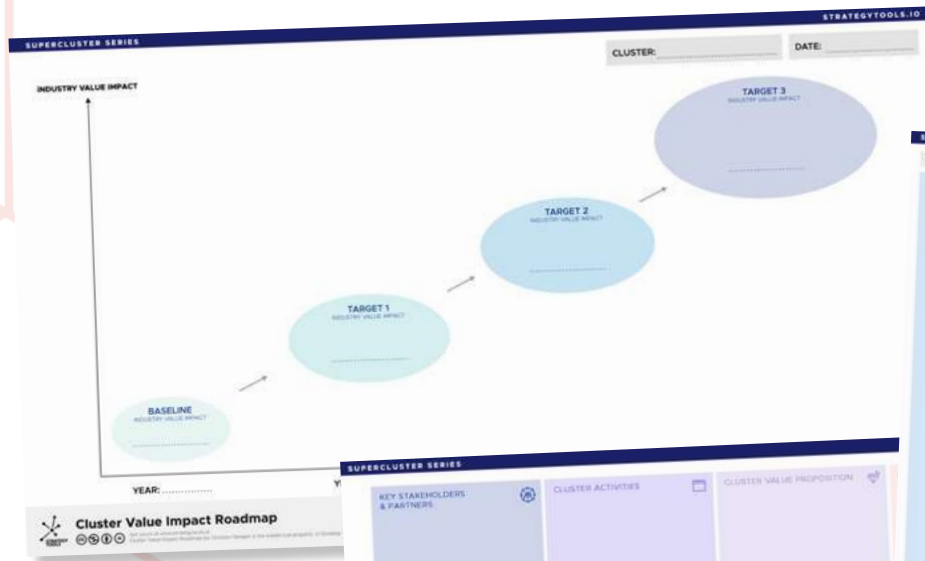 SUPERCLUSTER SERIES
STRATEGYTOOLS.IO
CLUSTER:
DATE:
INDUSTRY VALUE IMPACT
TARGET 3
INDUSTRY VALUE IMPACT
TARGET 2
INDUSTRY VALUE IMPACT
TARGET 1
INDUSTRY VALUE IMPACT
BASELINE
INDUSTRY VALUE IMPACT
YEAR:
Cluster Value Impact Roadmap
STRATEGY
TOOLS
SUPERCLUSTER SERIES
KEY STAKEHOLDERS
& PARTNERS
CLUSTER ACTIVITIES
CLUSTER VALUE PROPOSITION